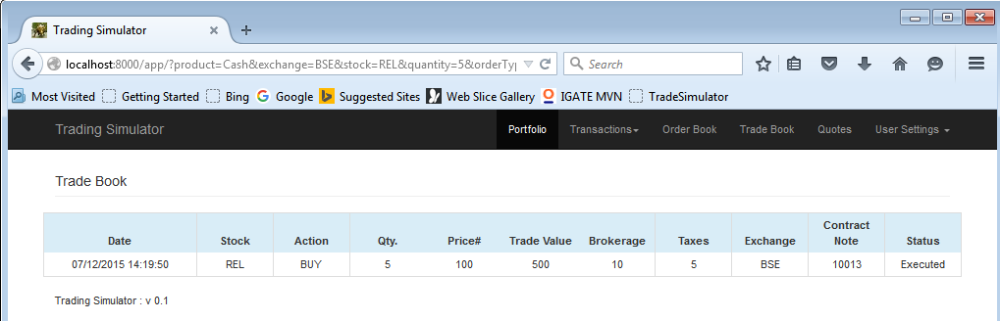 Trading Simulator
localhost:8000/app/?product=Cash&exchange=BSE&stock=REL&quantity=5&orderTyp
Search
Most Visited Getting Started Bing Google Suggested Sites Web Slice Gallery IGATE MVN TradeSimulator
Trading Simulator Portfolio Transactions Order Book Trade Book Quotes User Settings
Trade Book
Date Stock Action Qty. Price# Trade Value Brokerage Taxes Exchange Contract Note Status
07/12/2015 14:19:50 REL BUY 5 100 500 10 5 BSE 10013 Executed
Trading Simulator : v 0.1